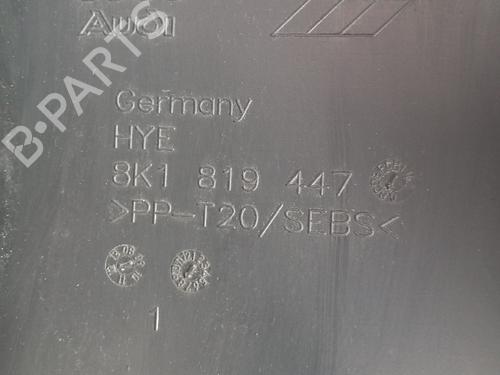 Audi
Germany
HYE
8K1 819 447
>PP-T20/SEBS<
1
B-PARTS